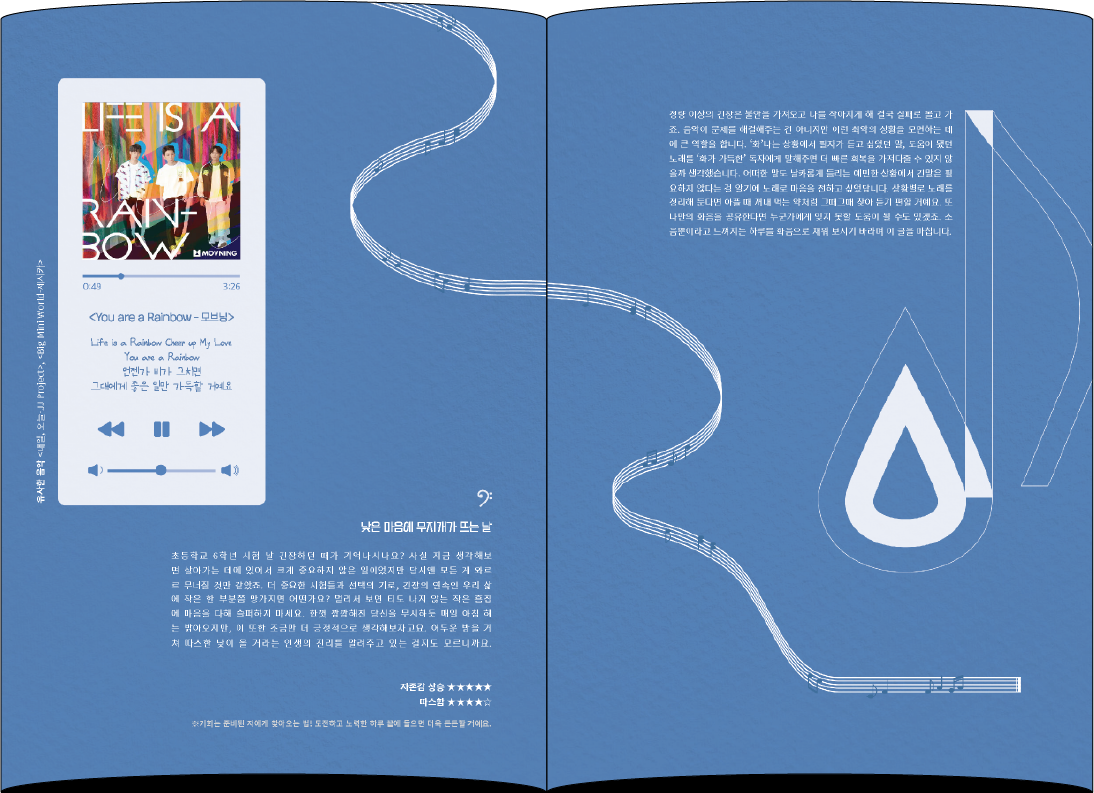 LIFE IS A
RAIN-
BOW
MOVNING
0:49 3:26
<You are a Rainbow - 모브닝>
Life is a Rainbow Cheer up My Love
You are a Rainbow
언젠가 비가 그치면
그대에게 좋은 일만 가득할 거예요
유사한 음악 <내일, 오늘-JJ Project>, <Big Mini World-제시카>
낮은 마음에 무지개가 뜨는 날
초등학교 6학년 시험 날 긴장하던 때가 기억나시나요? 사실 지금 생각해보
면 살아가는 데에 있어서 크게 중요하지 않은 일이었지만 당시엔 모든 게 와르
르 무너질 것만 같았죠. 더 중요한 시험들과 선택의 기로, 긴장의 연속인 우리 삶
에 작은 한 부분쯤 망가지면 어떤가요? 멀리서 보면 티도 나지 않는 작은 흠집
에 마음을 다해 슬퍼하지 마세요. 한껏 깜깜해진 당신을 무시하듯 매일 아침 해
는 밝아오지만, 이 또한 조금만 더 긍정적으로 생각해보자고요. 어두운 밤을 거
쳐 따스한 낮이 올 거라는 인생의 진리를 알려주고 있는 걸지도 모르니까요.
자존감 상승 ★★★★★
따스함 ★★★★☆
※기회는 준비된 자에게 찾아오는 법! 도전하고 노력한 하루 끝에 들으면 더욱 든든할 거예요.
정량 이상의 긴장은 불안을 가져오고 나를 작아지게 해 결국 실패로 몰고 가
죠. 음악이 문제를 해결해주는 건 아니지만 이런 최악의 상황을 모면하는 데
에 큰 역할을 합니다. '화'나는 상황에서 필자가 듣고 싶었던 말, 도움이 됐던
노래를 '화가 가득한' 독자에게 말해주면 더 빠른 회복을 가져다줄 수 있지 않
을까 생각했습니다. 어떠한 말도 날카롭게 들리는 예민한 상황에서 긴말은 필
요하지 않다는 걸 알기에 노래로 마음을 전하고 싶었답니다. 상황별로 노래를
정리해 둔다면 아플 때 꺼내 먹는 약처럼 그때그때 찾아 듣기 편할 거예요. 또
나만의 화음을 공유한다면 누군가에게 잊지 못할 도움이 될 수도 있겠죠. 소
음뿐이라고 느껴지는 하루를 화음으로 채워 보시기 바라며 이 글을 마칩니다.